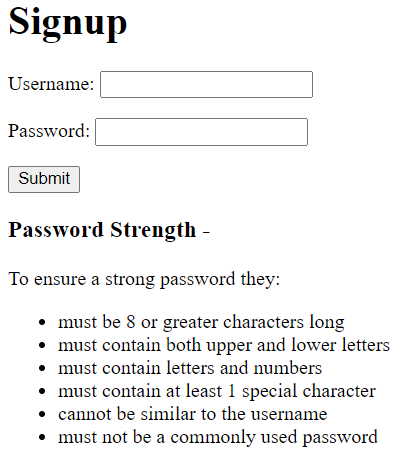 Signup
Username:
Password:
Submit
Password Strength -
To ensure a strong password they:
• must be 8 or greater characters long
• must contain both upper and lower letters
• must contain letters and numbers
• must contain at least 1 special character
• cannot be similar to the username
• must not be a commonly used password